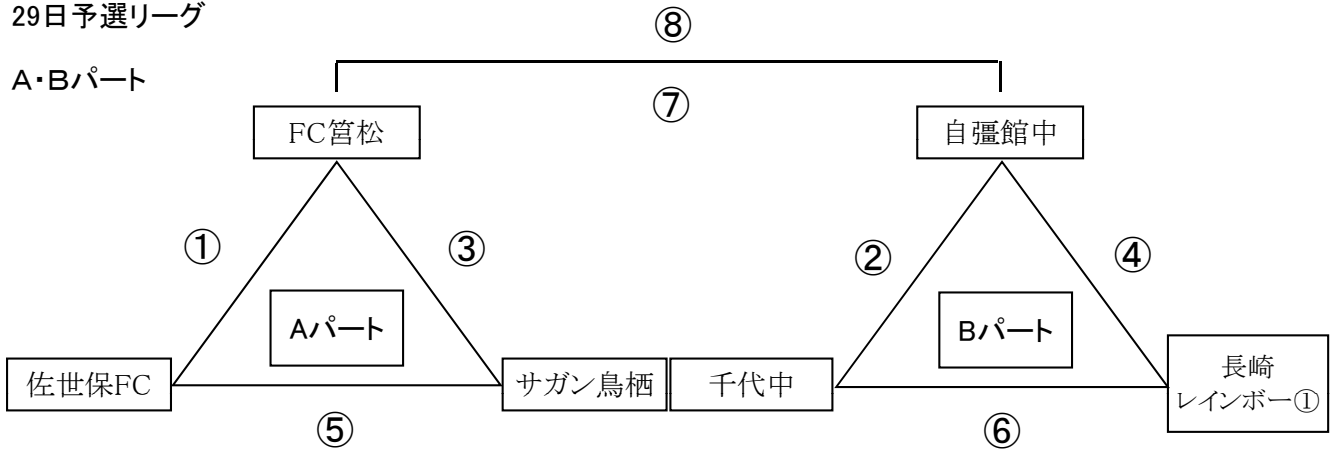 29日予選リーグ
⑧
A・Bパート
⑦
FC筥松
自彊館中
①
③
②
④
Aパート
Bパート
佐世保FC
サガン鳥栖
千代中
長崎
レインボー①
⑤
⑥